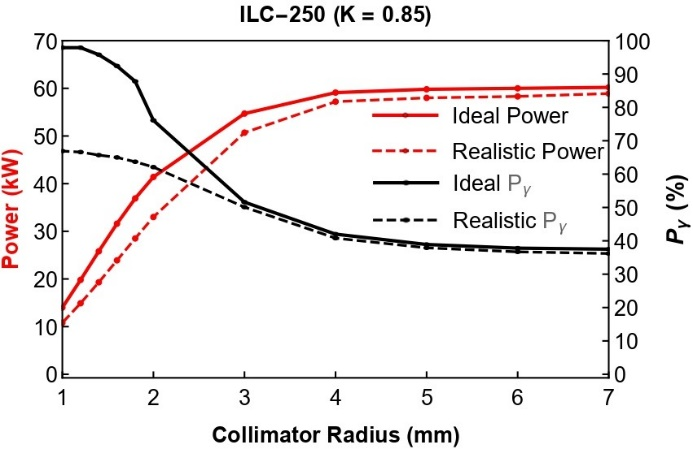 ILC−250 (K = 0.85)
70
60
50
40
30
20
10
0
Power (kW)
100
90
80
70
60
50
40
30
20
10
0
Pγ (%)
Ideal Power
Realistic Power
Ideal Pγ
Realistic Pγ
1 2 3 4 5 6 7
Collimator Radius (mm)